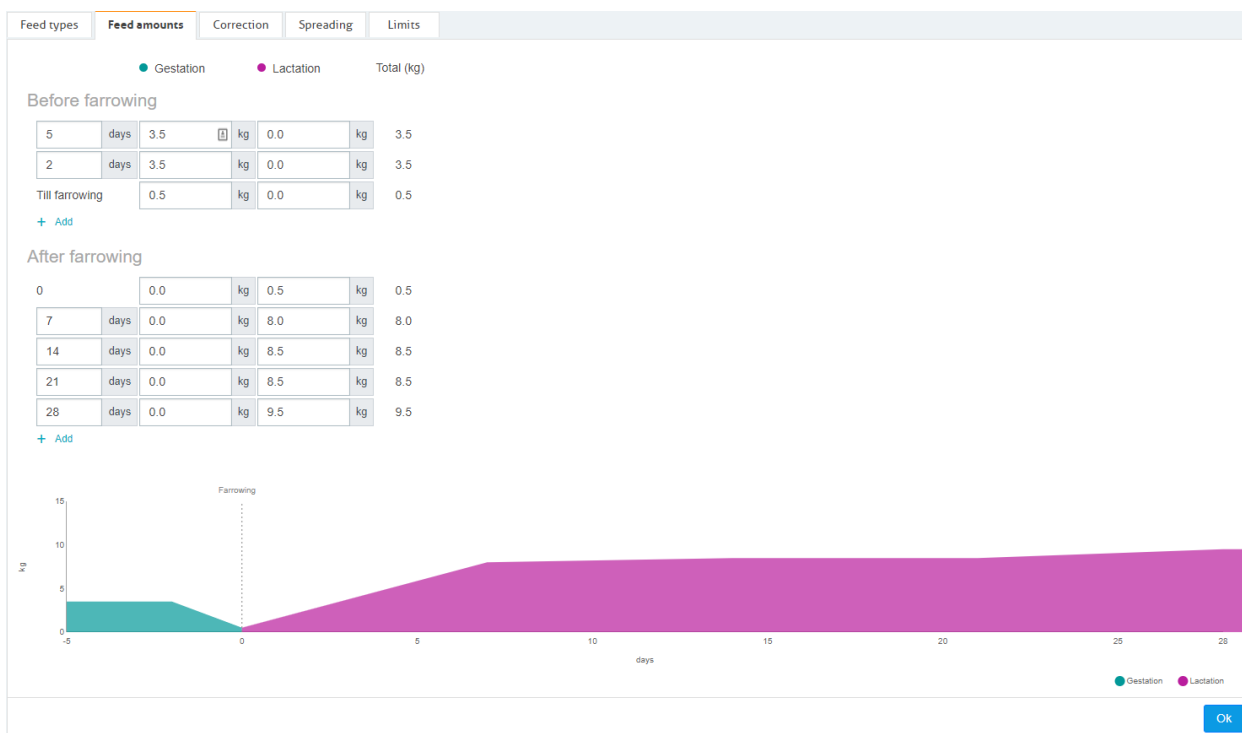 Feed types Feed amounts Correction Spreading Limits
Gestation Lactation Total (kg)
Before farrowing
5 days 3.5 kg 0.0 kg 3.5
2 days 3.5 kg 0.0 kg 3.5
Till farrowing 0.5 kg 0.0 kg 0.5
+ Add
After farrowing
0 0.0 kg 0.5 kg 0.5
7 days 0.0 kg 8.0 kg 8.0
14 days 0.0 kg 8.5 kg 8.5
21 days 0.0 kg 8.5 kg 8.5
28 days 0.0 kg 9.5 kg 9.5
+ Add
Farrowing
15
10
kg
5
0
-5 0 5 10 15 20 25 28
days
Gestation Lactation
Ok